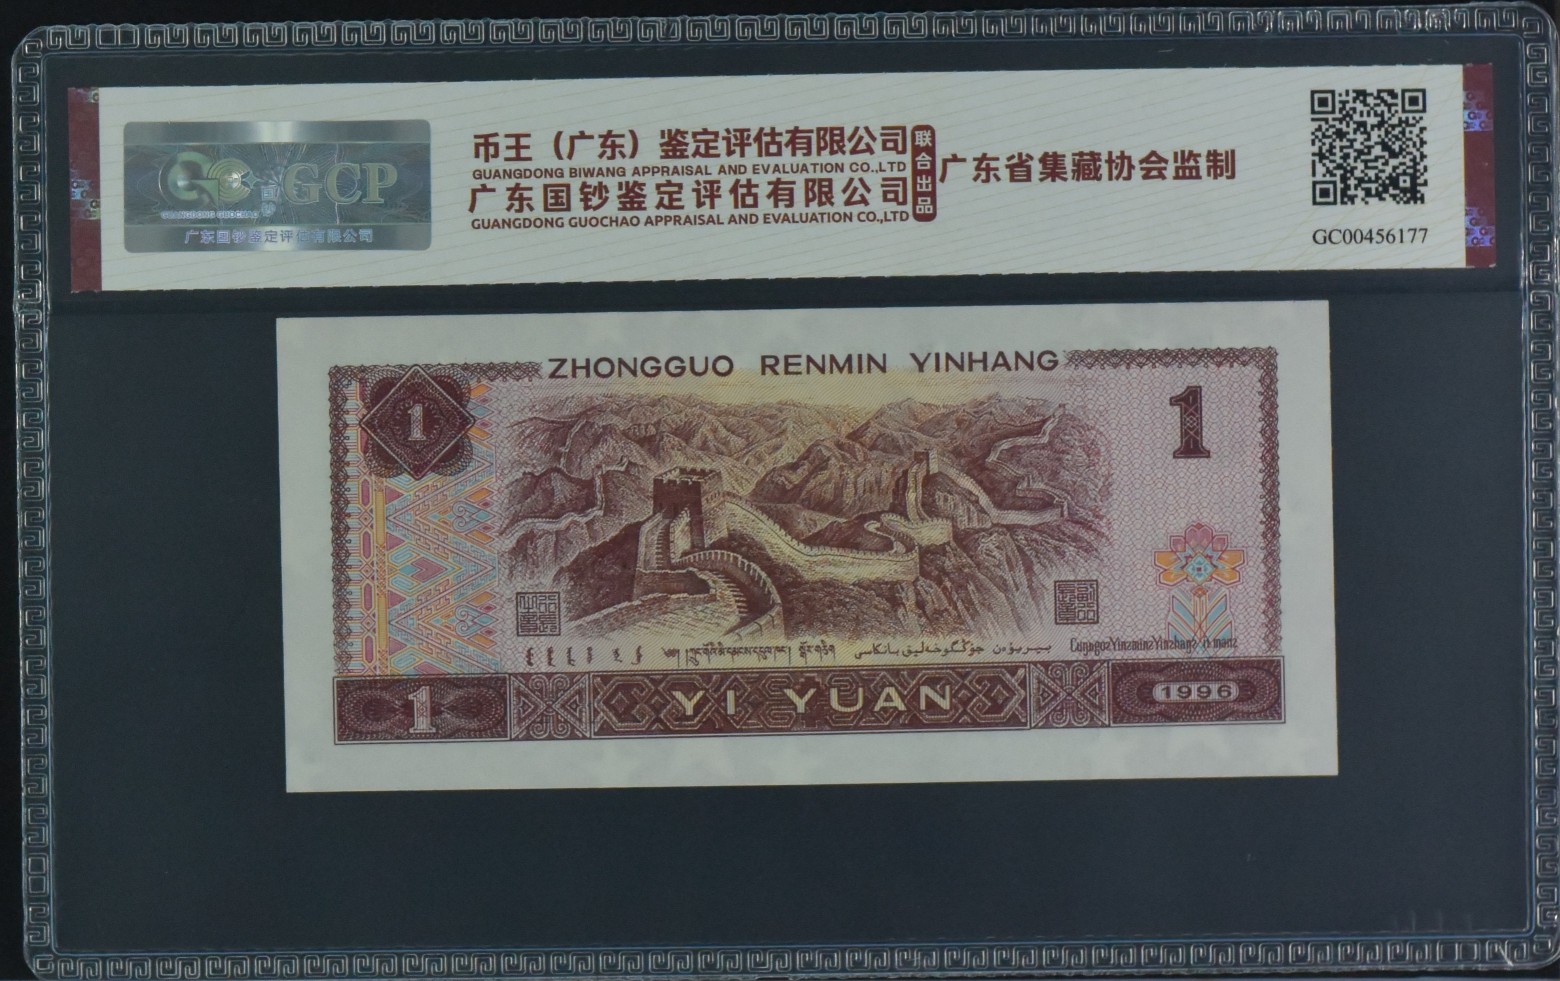 GCP
GUANGDONG GUOCHAO
广东国钞鉴定评估有限公司
币王（广东）鉴定评估有限公司
GUANGDONG BIWANG APPRAISAL AND EVALUATION CO.,LTD
广东国钞鉴定评估有限公司
GUANGDONG GUOCHAO APPRAISAL AND EVALUATION CO.,LTD
联合出品
广东省集藏协会监制
GC00456177
ZHONGGUO RENMIN YINHANG
1
1
1
YI YUAN
1996